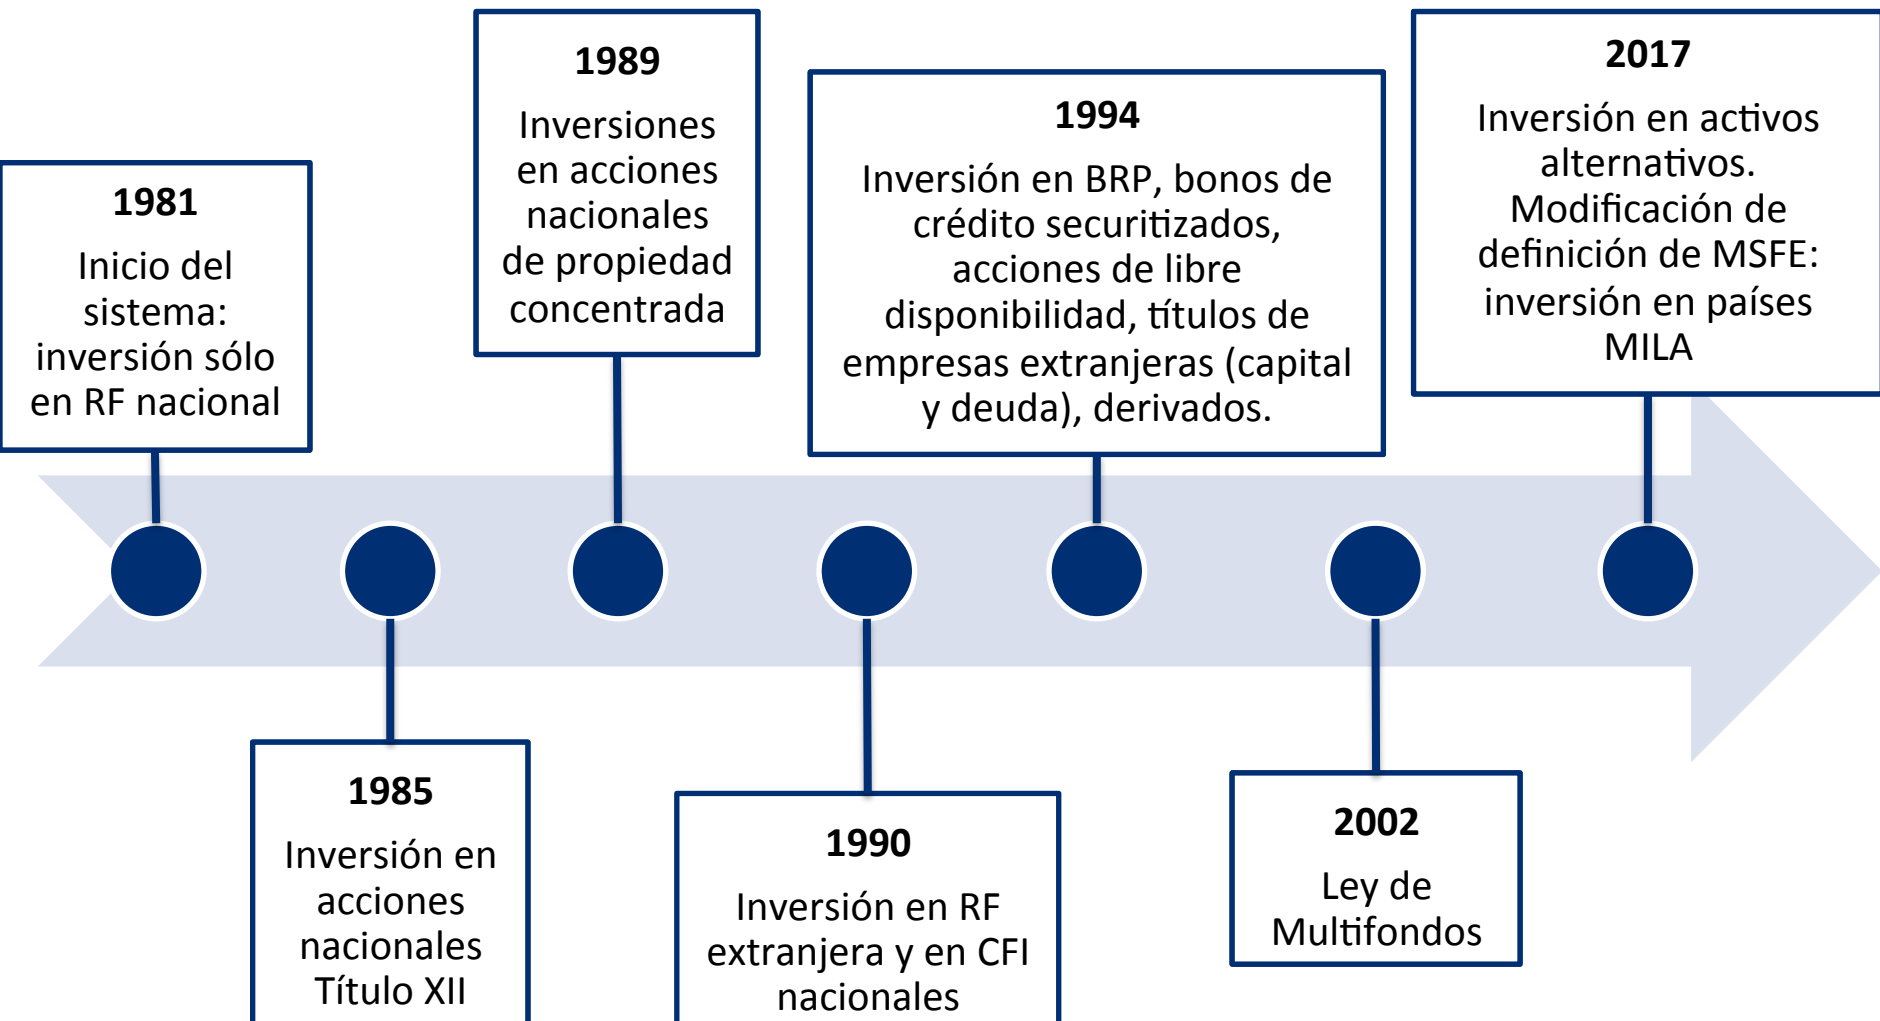 1981
Inicio del
sistema:
inversión sólo
en RF nacional
1985
Inversión en
acciones
nacionales
Título XII
1989
Inversiones
en acciones
nacionales
de propiedad
concentrada
1990
Inversión en RF
extranjera y en CFI
nacionales
1994
Inversión en BRP, bonos de
crédito securitizados,
acciones de libre
disponibilidad, títulos de
empresas extranjeras (capital
y deuda), derivados.
2002
Ley de
Multifondos
2017
Inversión en activos
alternativos.
Modificación de
definición de MSFE:
inversión en países
MILA